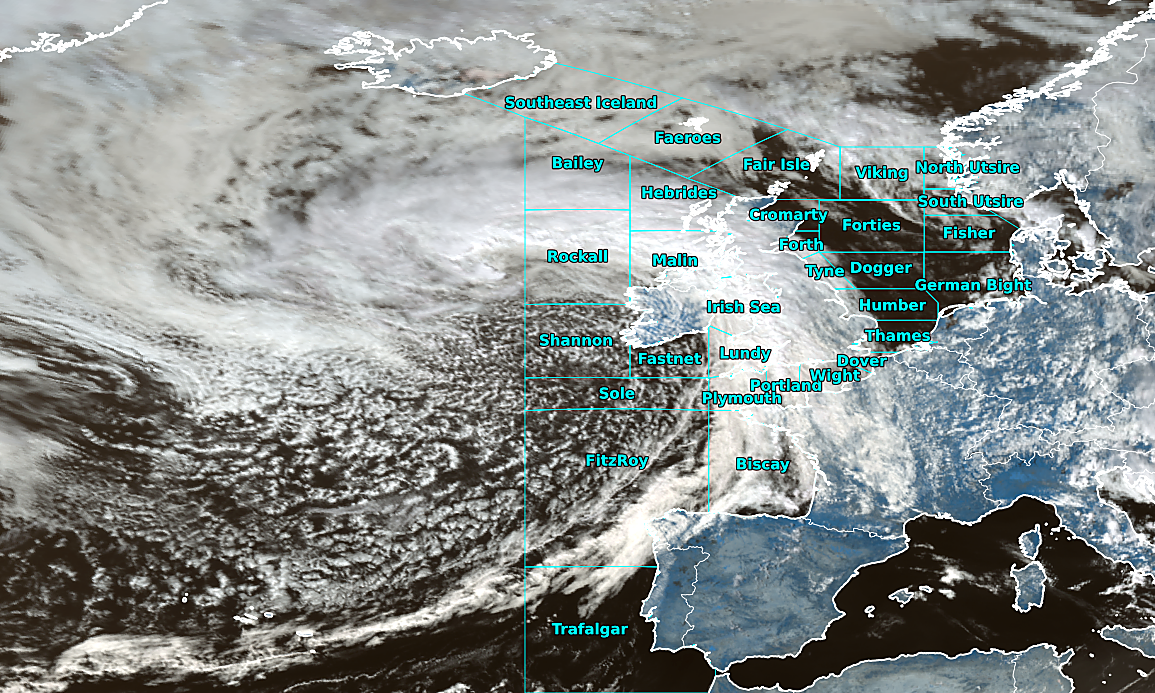 Southeast Iceland
Faeroes
Bailey
Fair Isle
Viking
North Utsire
Hebrides
South Utsire
Cromarty
Forties
Fisher
Forth
Rockall
Malin
Tyne
Dogger
German Bight
Irish Sea
Humber
Shannon
Thames
Fastnet
Lundy
Dover
Wight
Portland
Sole
Plymouth
FitzRoy
Biscay
Trafalgar